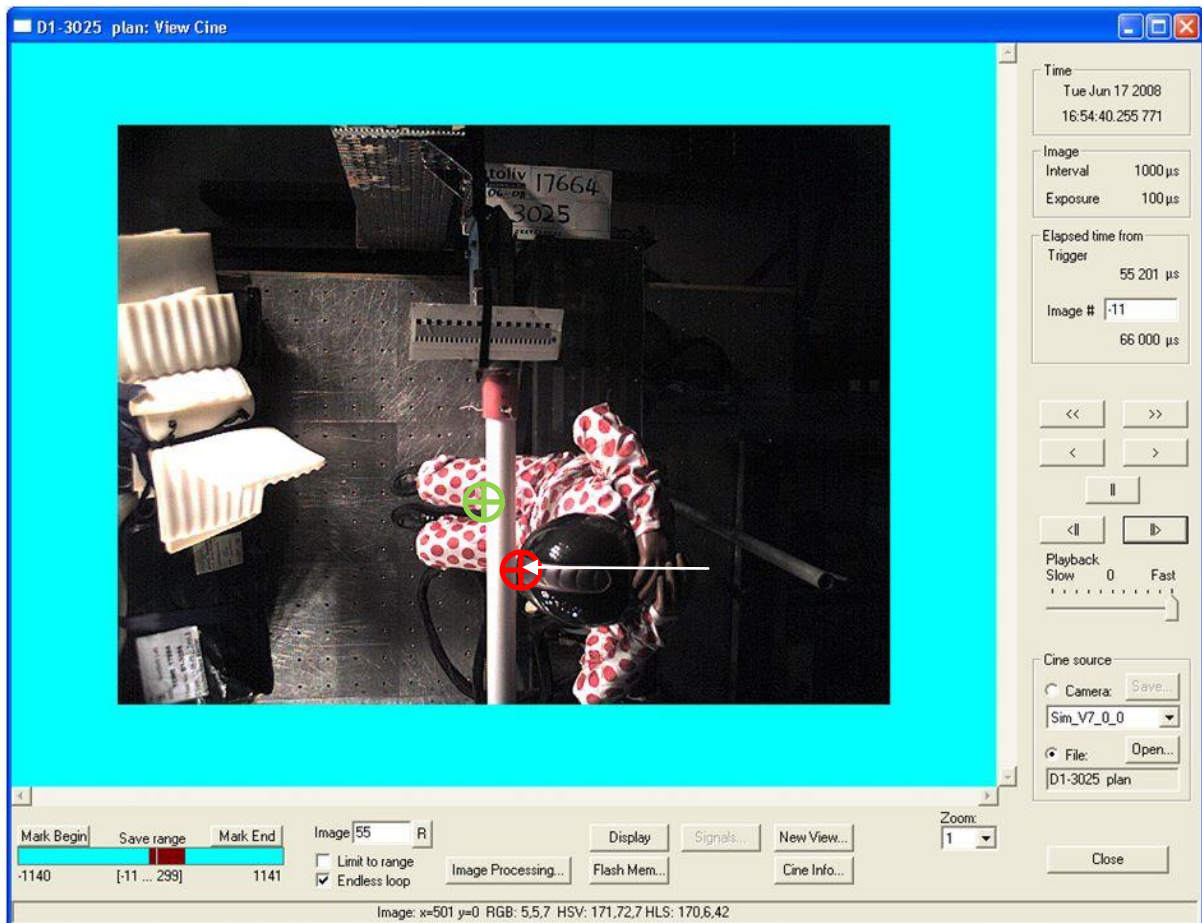 D1-3025 plan: View Cine
Time
Tue Jun 17 2008
16:54:40.255 771
Image
Interval 1000 µs
Exposure 100 µs
Elapsed time from
Trigger
55 201 µs
Image # -11
66 000 µs
<< >>
< >
Playback
Slow 0 Fast
Cine source
Camera: Save...
Sim_V7_0_0
File: Open...
D1-3025 plan
toliv 17664
3025
Mark Begin Save range Mark End
-1140 [-11 ... 299] 1141
Image 55 R
Limit to range
Endless loop
Image Processing...
Display
Flash Mem...
Signals...
New View...
Cine Info...
Zoom:
1
Close
Image: x=501 y=0 RGB: 5,5,7 HSV: 171,72,7 HLS: 170,6,42